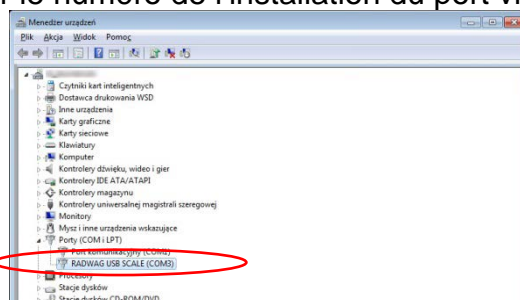 r le numéro de l'installation du port vi
Menedżer urządzeń
Plik Akcja Widok Pomoc
Czytniki kart inteligentnych
Dostawca drukowania WSD
Inne urządzenia
Karty graficzne
Karty sieciowe
Klawiatury
Komputer
Kontrolery dźwięku, wideo i gier
Kontrolery IDE ATA/ATAPI
Kontrolery magazynu
Kontrolery uniwersalnej magistrali szeregowej
Monitory
Mysz i inne urządzenia wskazujące
Porty (COM i LPT)
Port komunikacyjny (COM2)
RADWAG USB SCALE (COM3)
Procesory
Stacje dysków
Stacje dysków CD-ROM/DVD